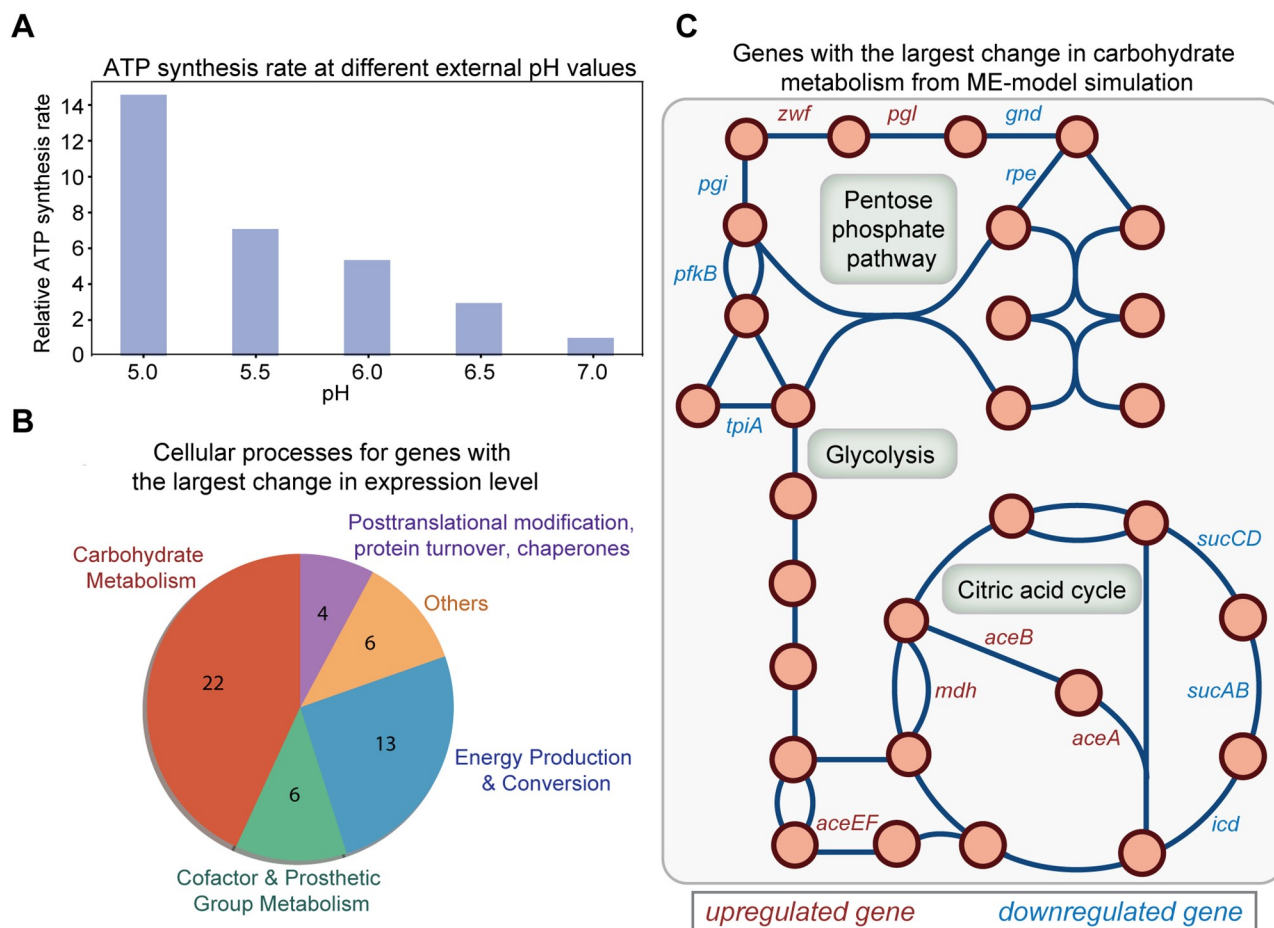 A
ATP synthesis rate at different external pH values
Relative ATP synthesis rate
14
12
10
8
6
4
2
0
5.0 5.5 6.0 6.5 7.0
pH
B
Cellular processes for genes with
the largest change in expression level
Posttranslational modification,
protein turnover, chaperones
Carbohydrate
Metabolism
Others
4
6
22
13
6
Energy Production
& Conversion
Cofactor & Prosthetic
Group Metabolism
C
Genes with the largest change in carbohydrate
metabolism from ME-model simulation
zwf pgl gnd
pgi
rpe
Pentose
phosphate
pathway
pfkB
tpiA
Glycolysis
sucCD
Citric acid cycle
aceB
mdh
sucAB
aceA
aceEF
icd
upregulated gene downregulated gene